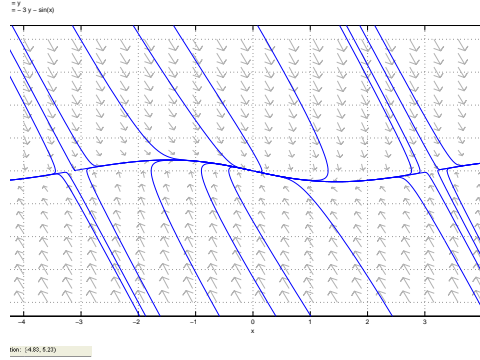 = y
= − 3 y − sin(x)
−4 −3 −2 −1 0 1 2 3
x
tion: (-4.83, 5.23)